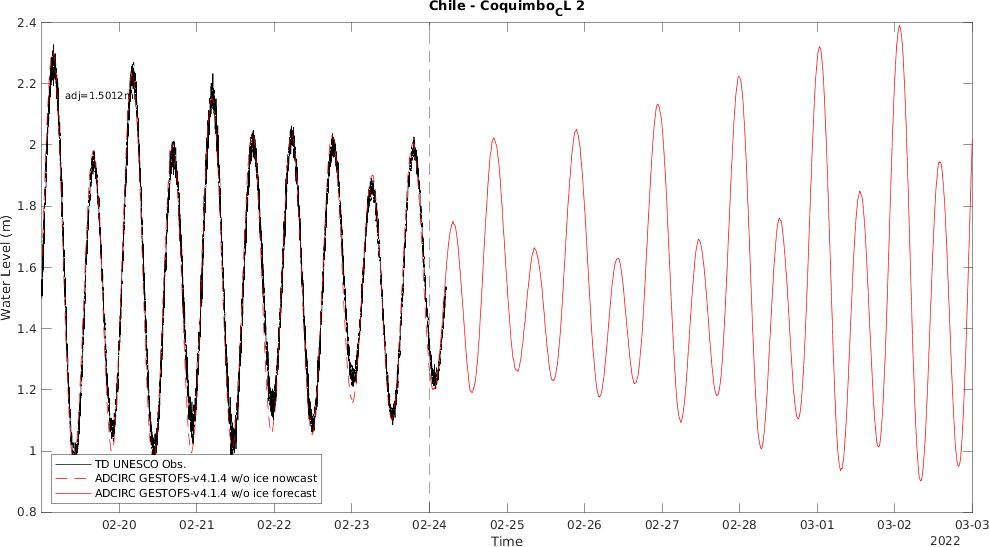 Chile - CoquimboCL 2
2.4
2.2
2
1.8
1.6
1.4
1.2
1
0.8
Water Level (m)
adj=1.5012m
TD UNESCO Obs.
ADCIRC GESTOFS-v4.1.4 w/o ice nowcast
ADCIRC GESTOFS-v4.1.4 w/o ice forecast
02-20 02-21 02-22 02-23 02-24 02-25 02-26 02-27 02-28 03-01 03-02 03-03
Time
2022